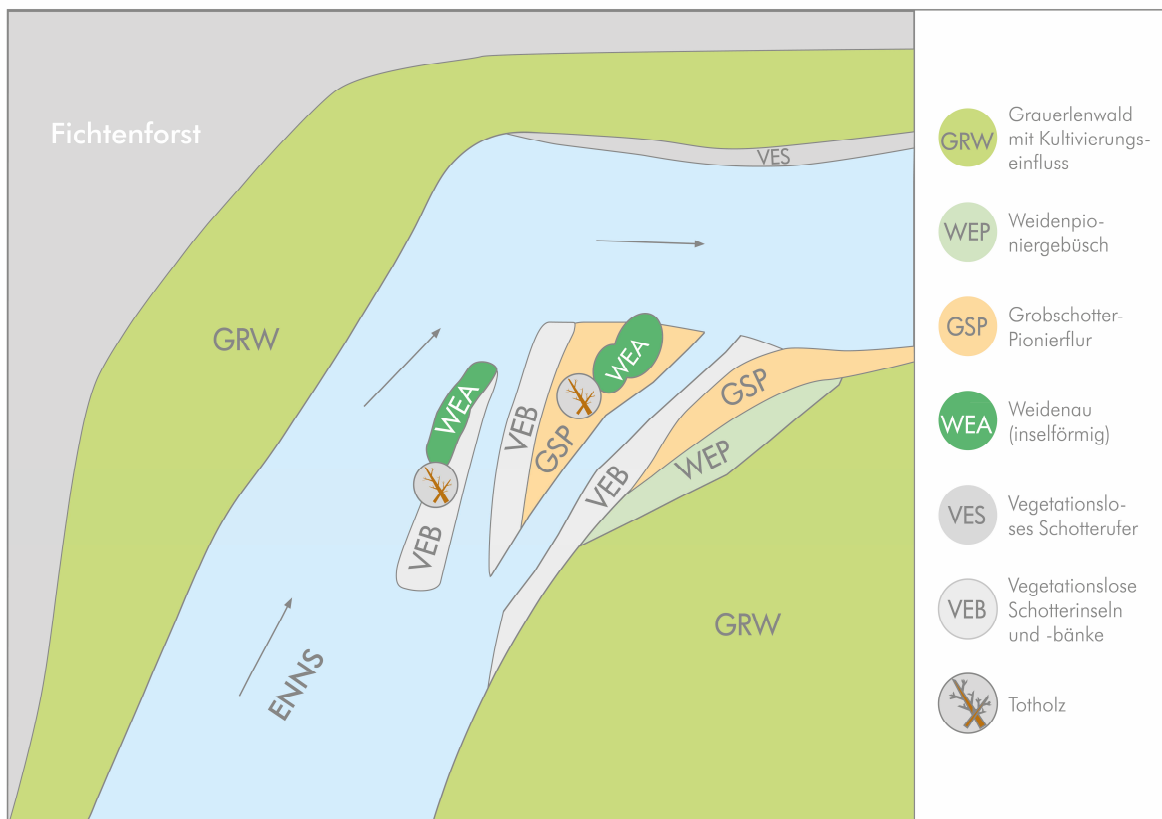 Fichtenforst
VES
GRW
WEA
WEA
VEB
GSP
GSP
WEP
VEB
VEB
GRW
ENNS
GRW
Grauerlenwald
mit Kultivierungs-
einfluss
WEP
Weidenpio-
niergebüsch
GSP
Grobschotter-
Pionierflur
WEA
Weidenau
(inselförmig)
VES
Vegetationslo-
ses Schotterufer
VEB
Vegetationslose
Schotterinseln
und -bänke
Totholz